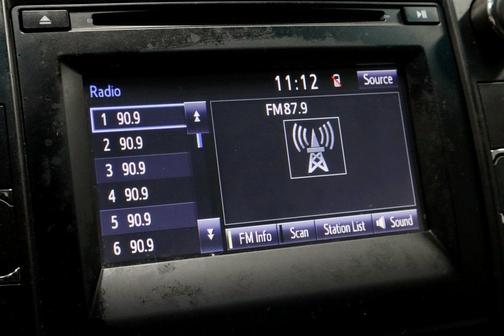 Radio
11:12
Source
1 90.9
2 90.9
3 90.9
4 90.9
5 90.9
6 90.9
FM87.9
FM Info
Scan
Station List
Sound